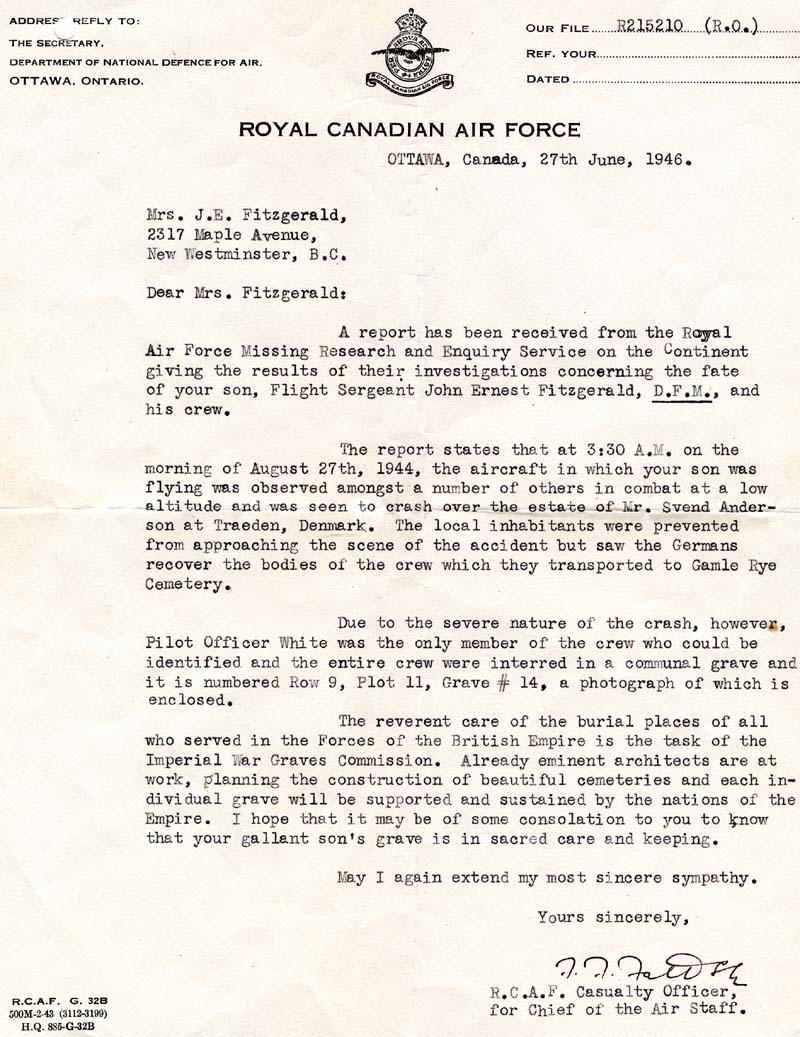 ADDRESS REPLY TO:
THE SECRETARY,
DEPARTMENT OF NATIONAL DEFENCE FOR AIR,
OTTAWA, ONTARIO.
ROYAL CANADIAN AIR FORCE
OUR FILE R215210 (R.O.)
REF. YOUR
DATED
ROYAL CANADIAN AIR FORCE
OTTAWA, Canada, 27th June, 1946.
Mrs. J.E. Fitzgerald,
2317 Maple Avenue,
New Westminster, B.C.
Dear Mrs. Fitzgerald:
A report has been received from the Royal
Air Force Missing Research and Enquiry Service on the Continent
giving the results of their investigations concerning the fate
of your son, Flight Sergeant John Ernest Fitzgerald, D.F.M., and
his crew.
The report states that at 3:30 A.M. on the
morning of August 27th, 1944, the aircraft in which your son was
flying was observed amongst a number of others in combat at a low
altitude and was seen to crash over the estate of Mr. Svend Ander-
son at Traeden, Denmark. The local inhabitants were prevented
from approaching the scene of the accident but saw the Germans
recover the bodies of the crew which they transported to Gamle Rye
Cemetery.
Due to the severe nature of the crash, however,
Pilot Officer White was the only member of the crew who could be
identified and the entire crew were interred in a communal grave and
it is numbered Row 9, Plot 11, Grave # 14, a photograph of which is
enclosed.
The reverent care of the burial places of all
who served in the Forces of the British Empire is the task of the
Imperial War Graves Commission. Already eminent architects are at
work, planning the construction of beautiful cemeteries and each in-
dividual grave will be supported and sustained by the nations of the
Empire. I hope that it may be of some consolation to you to know
that your gallant son's grave is in sacred care and keeping.
May I again extend my most sincere sympathy.
Yours sincerely,
R.C.A.F. Casualty Officer,
for Chief of the Air Staff.
R.C.A.F. G. 32B
500M-2-43 (3112-3199)
H.Q. 885-G-32B